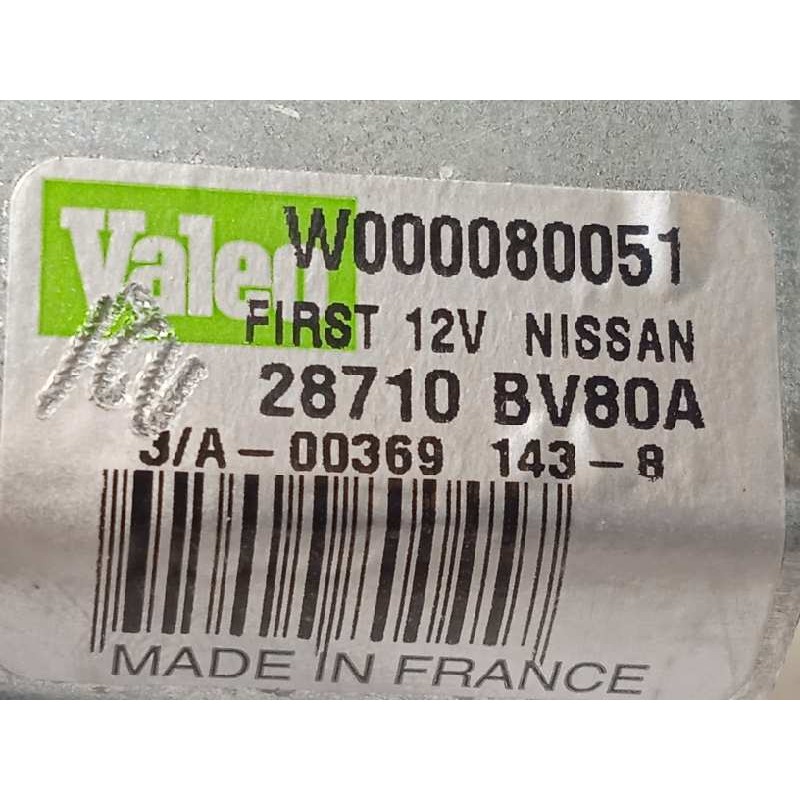 Valeo
W000080051
FIRST 12V NISSAN
28710 BV80A
3/A-00369 143-8
MADE IN FRANCE